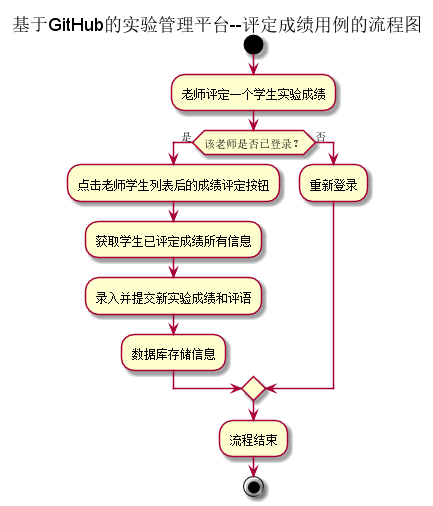 基于GitHub的实验管理平台--评定成绩用例的流程图
老师评定一个学生实验成绩
是
该老师是否已登录？
否
点击老师学生列表后的成绩评定按钮
重新登录
获取学生已评定成绩所有信息
录入并提交新实验成绩和评语
数据库存储信息
流程结束